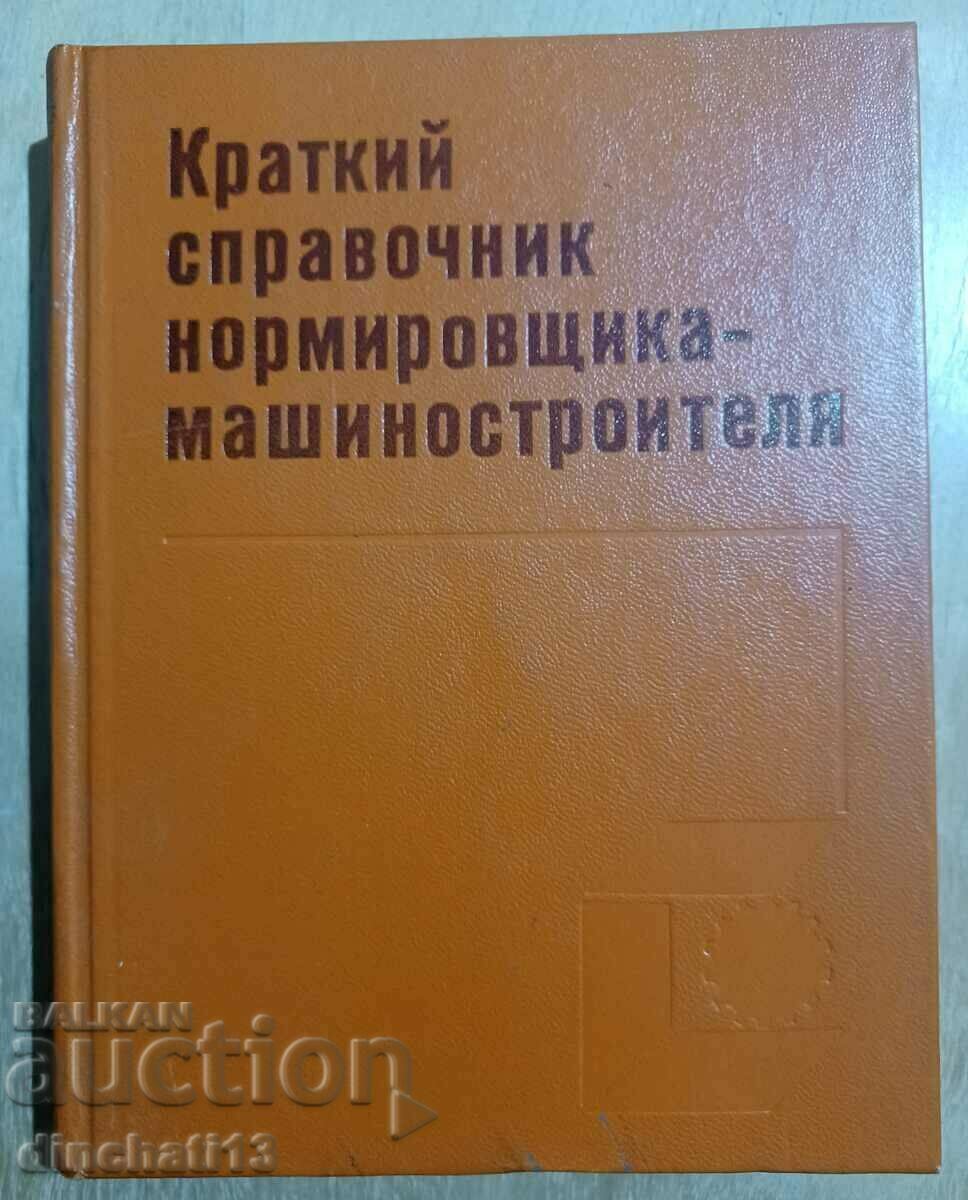 Краткий
справочник
нормировщика-
машиностроителя
BALKAN
auction
dinchati13